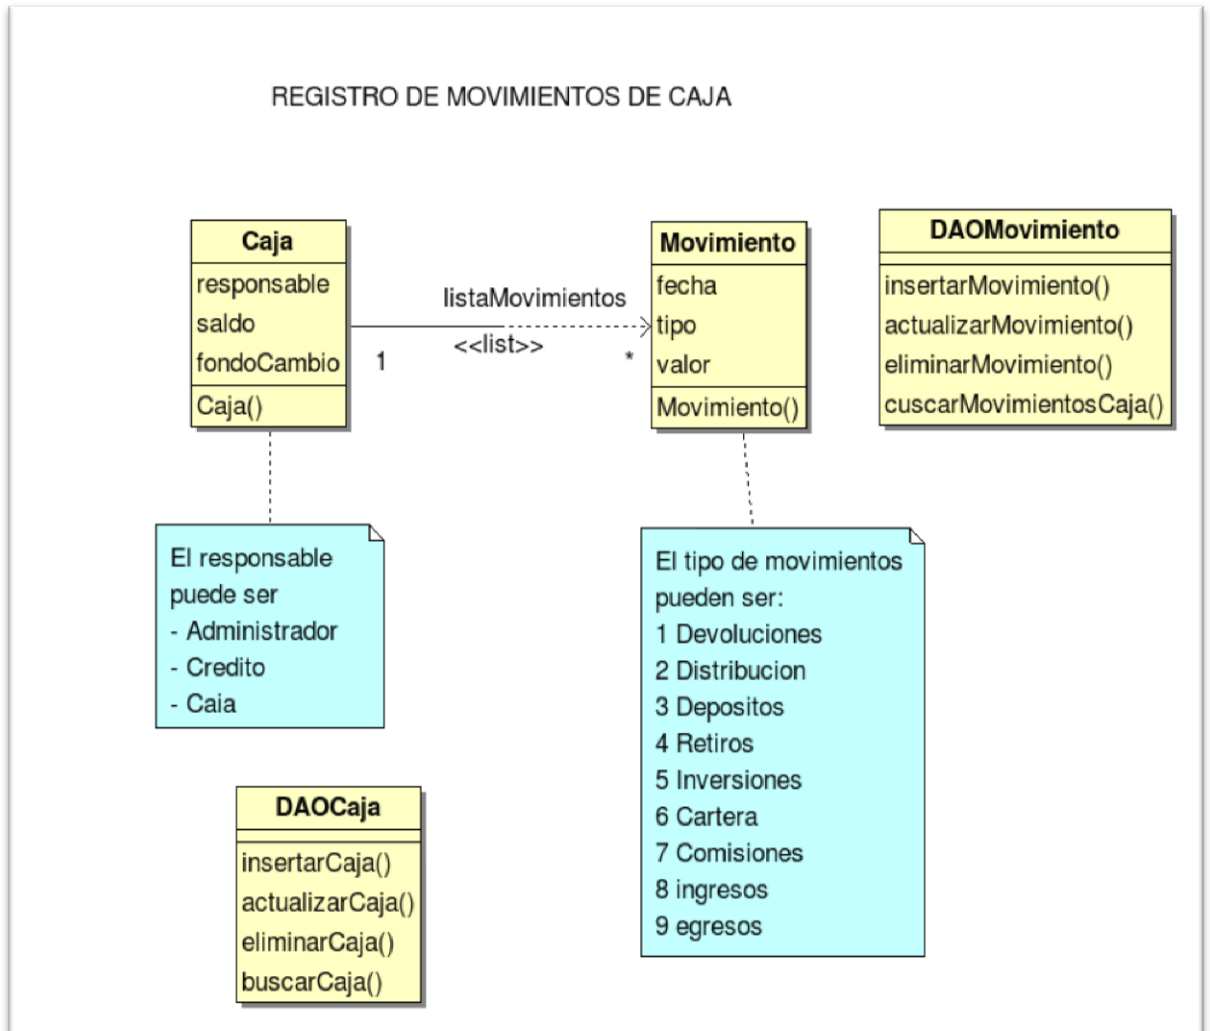 REGISTRO DE MOVIMIENTOS DE CAJA
Caja
responsable
saldo
fondoCambio
Caja()
listaMovimientos
<<list>>
1
*
Movimiento
fecha
tipo
valor
Movimiento()
DAOMovimiento
insertarMovimiento()
actualizarMovimiento()
eliminarMovimiento()
cuscarMovimientosCaja()
El responsable
puede ser
- Administrador
- Credito
- Caia
El tipo de movimientos
pueden ser:
1 Devoluciones
2 Distribucion
3 Depositos
4 Retiros
5 Inversiones
6 Cartera
7 Comisiones
8 ingresos
9 egresos
DAOCaja
insertarCaja()
actualizarCaja()
eliminarCaja()
buscarCaja()